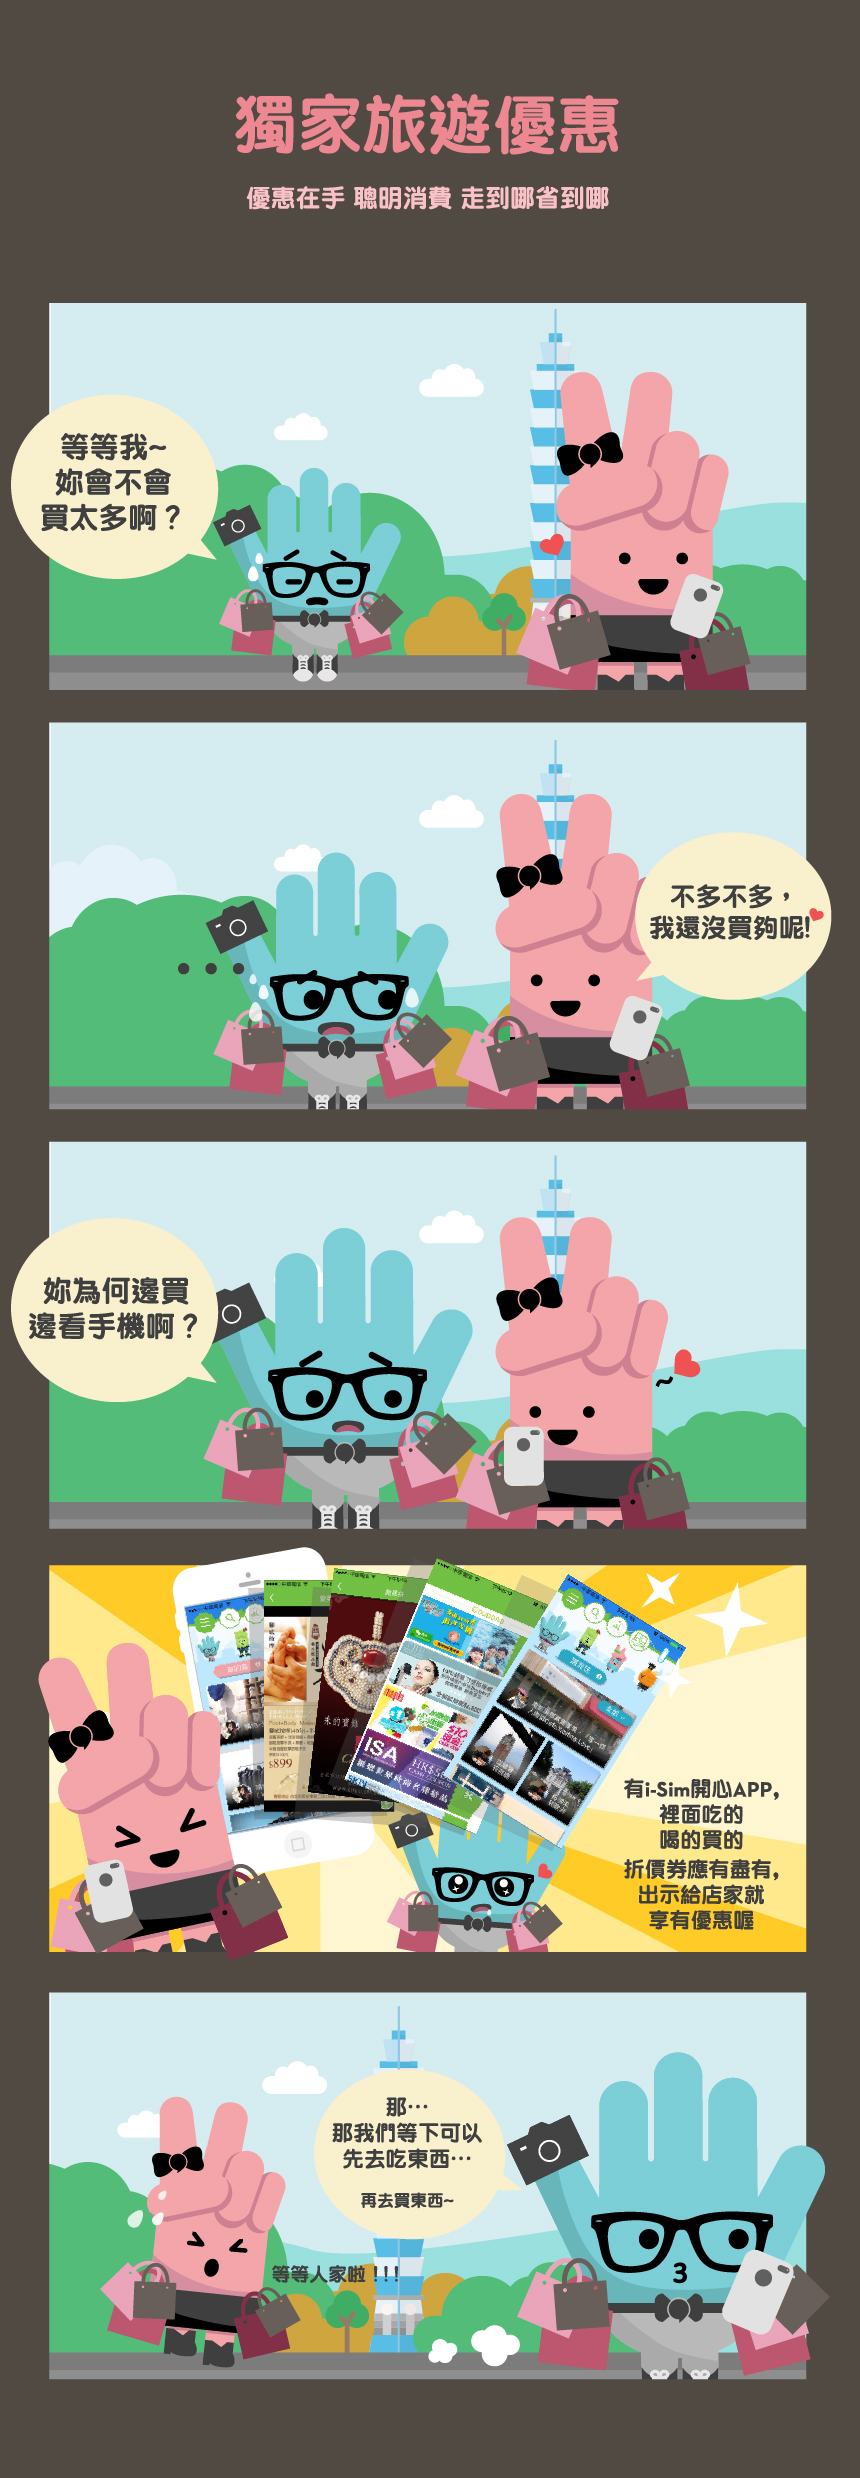 獨家旅遊優惠
優惠在手 聰明消費 走到哪省到哪
等等我~
妳會不會
買太多啊？
不多不多，
我還沒買夠呢!
妳為何邊買
邊看手機啊？
$899
ISA
有i-Sim開心APP,
裡面吃的
喝的買的
折價券應有盡有,
出示給店家就
享有優惠喔
那…
那我們等下可以
先去吃東西…
再去買東西~
等等人家啦!!!
3